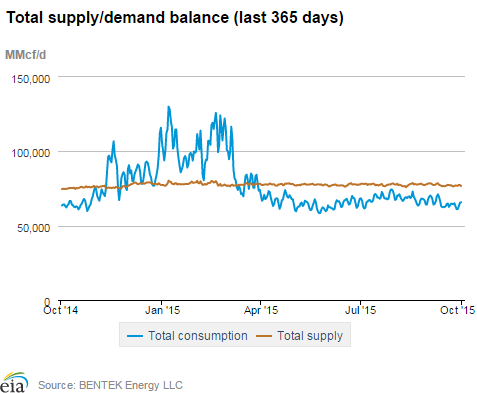 Total supply/demand balance (last 365 days)
MMcf/d
150,000
100,000
50,000
0
Oct '14 Jan '15 Apr '15 Jul '15 Oct '15
Total consumption Total supply
eia Source: BENTEK Energy LLC